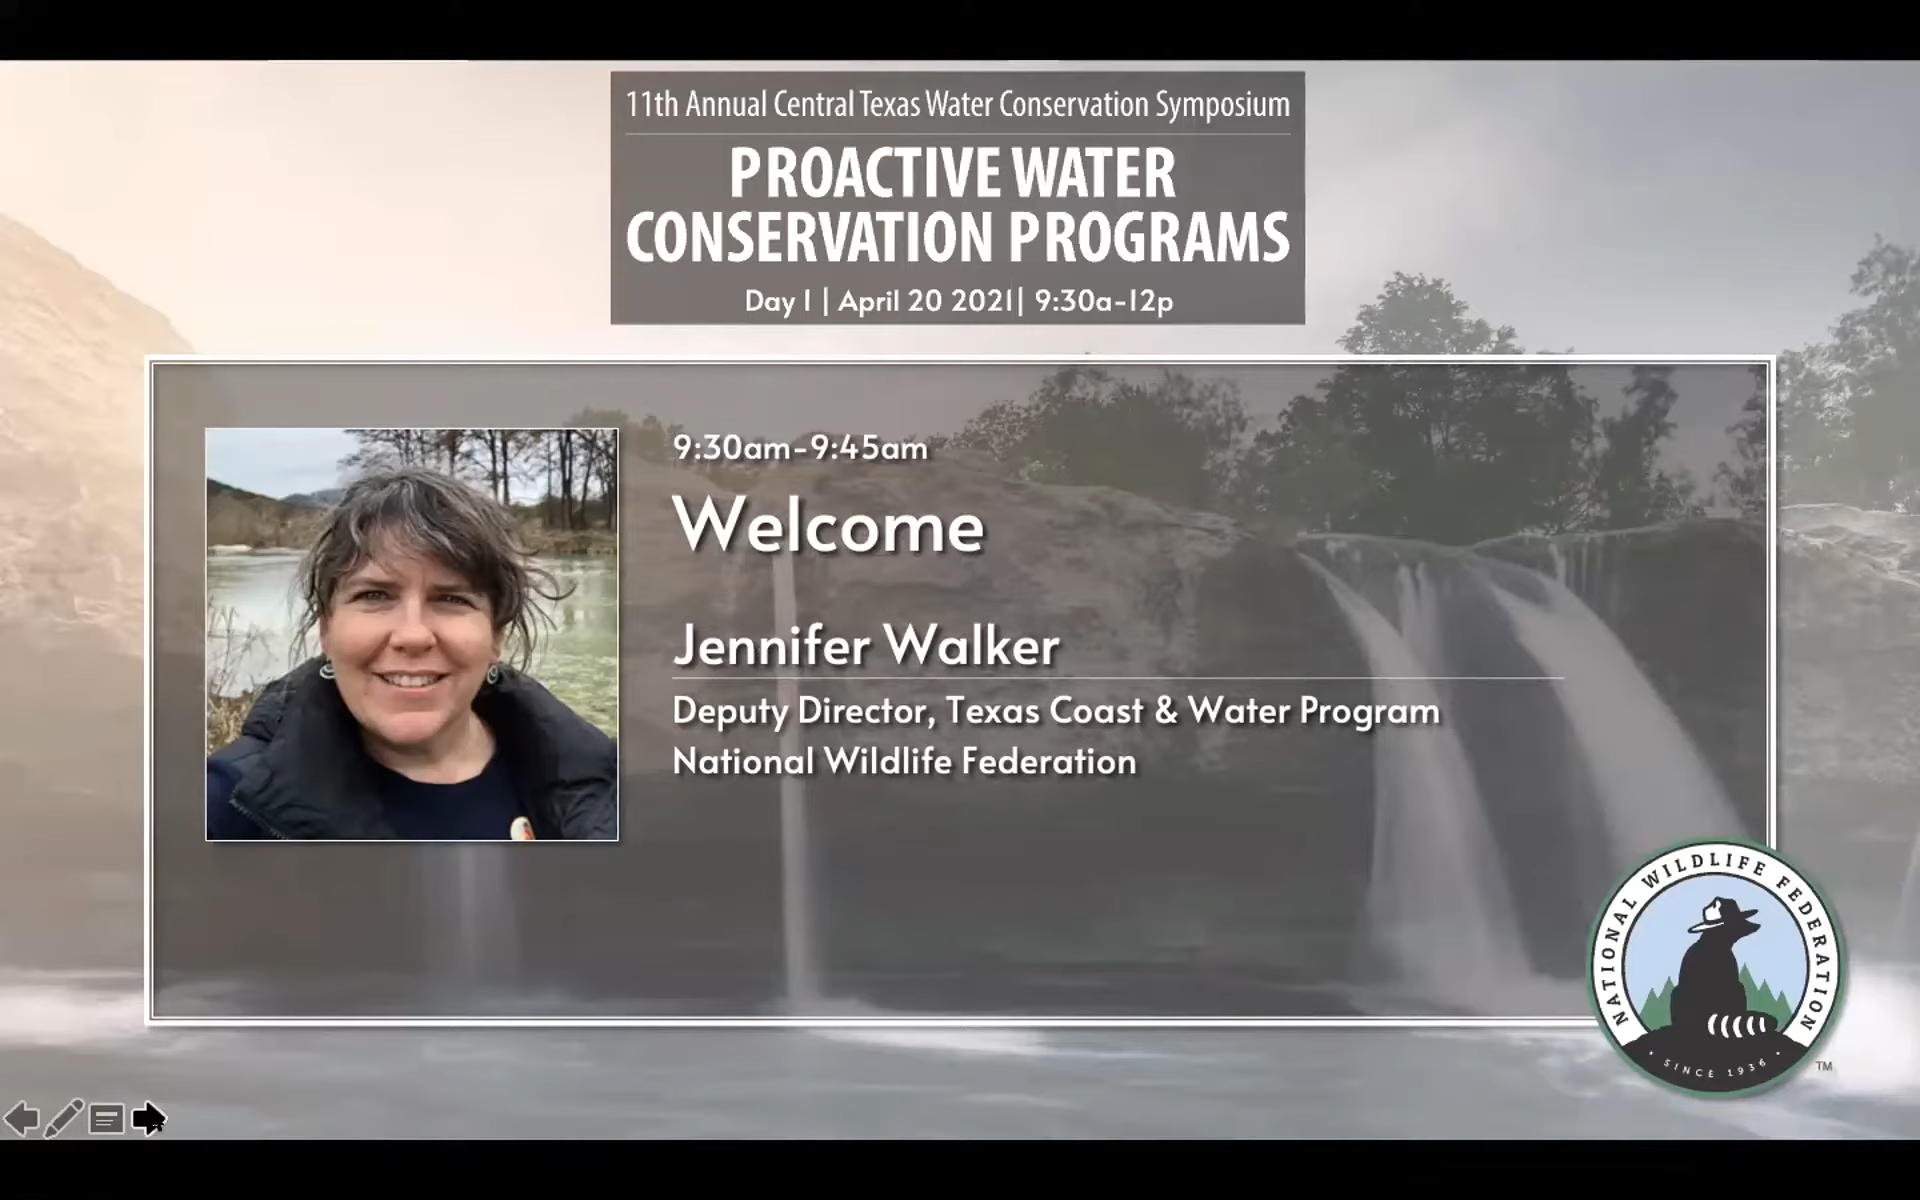 11th Annual Central Texas Water Conservation Symposium
PROACTIVE WATER
CONSERVATION PROGRAMS
Day 1 | April 20 2021| 9:30a-12p
9:30am-9:45am
Welcome
Jennifer Walker
Deputy Director, Texas Coast & Water Program
National Wildlife Federation
NATIONAL WILDLIFE FEDERATION
• SINCE 1936 •
TM